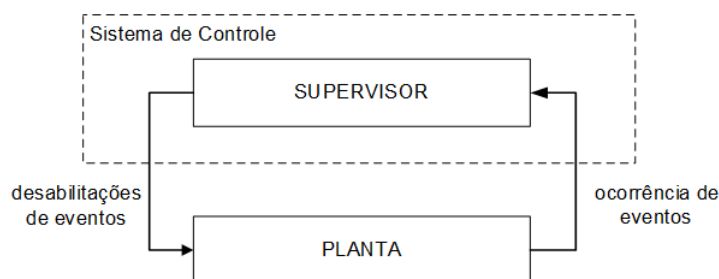 Sistema de Controle
SUPERVISOR
desabilitações
de eventos
ocorrência de
eventos
PLANTA